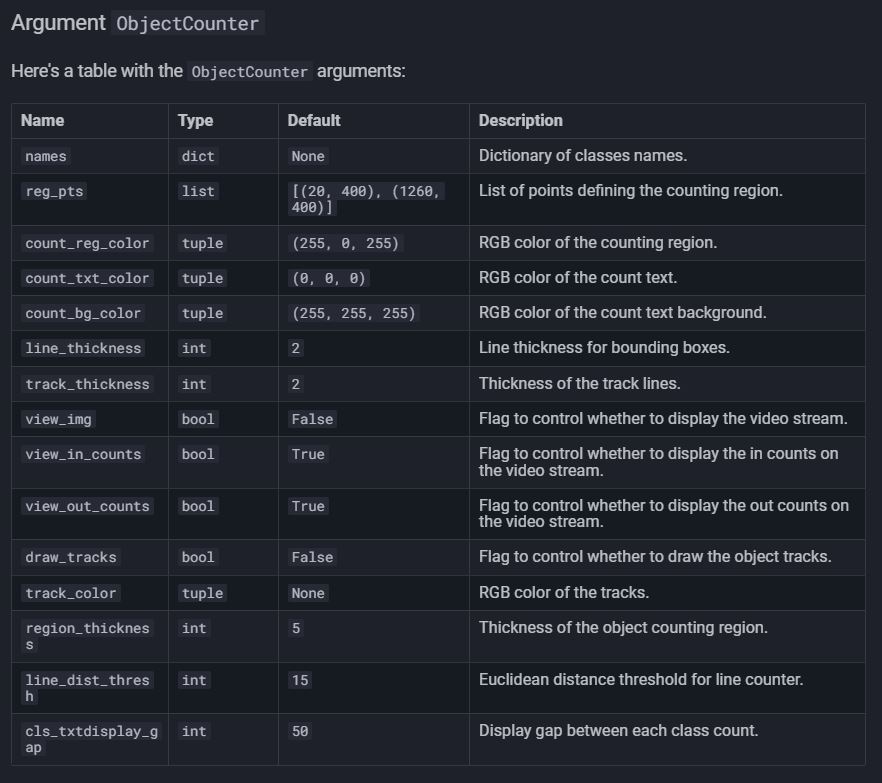 Argument ObjectCounter
Here's a table with the ObjectCounter arguments:
Name Type Default Description
names dict None Dictionary of classes names.
reg_pts list [(20, 400), (1260, List of points defining the counting region.
400)]
count_reg_color tuple (255, 0, 255) RGB color of the counting region.
count_txt_color tuple (0, 0, 0) RGB color of the count text.
count_bg_color tuple (255, 255, 255) RGB color of the count text background.
line_thickness int 2 Line thickness for bounding boxes.
track_thickness int 2 Thickness of the track lines.
view_img bool False Flag to control whether to display the video stream.
view_in_counts bool True Flag to control whether to display the in counts on
the video stream.
view_out_counts bool True Flag to control whether to display the out counts on
the video stream.
draw_tracks bool False Flag to control whether to draw the object tracks.
track_color tuple None RGB color of the tracks.
region_thicknes int 5 Thickness of the object counting region.
s
line_dist_thres int 15 Euclidean distance threshold for line counter.
h
cls_txtdisplay_g int 50 Display gap between each class count.
ap